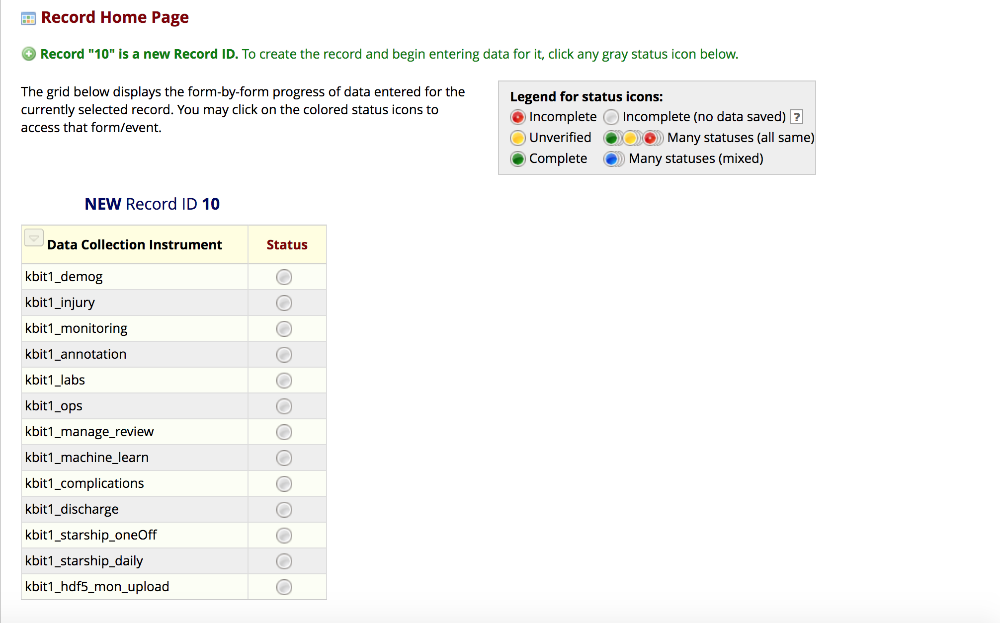 Record Home Page
Record "10" is a new Record ID. To create the record and begin entering data for it, click any gray status icon below.
The grid below displays the form-by-form progress of data entered for the
currently selected record. You may click on the colored status icons to
access that form/event.
Legend for status icons:
Incomplete Incomplete (no data saved) ?
Unverified Many statuses (all same)
Complete Many statuses (mixed)
NEW Record ID 10
Data Collection Instrument Status
kbit1_demog
kbit1_injury
kbit1_monitoring
kbit1_annotation
kbit1_labs
kbit1_ops
kbit1_manage_review
kbit1_machine_learn
kbit1_complications
kbit1_discharge
kbit1_starship_oneOff
kbit1_starship_daily
kbit1_hdf5_mon_upload